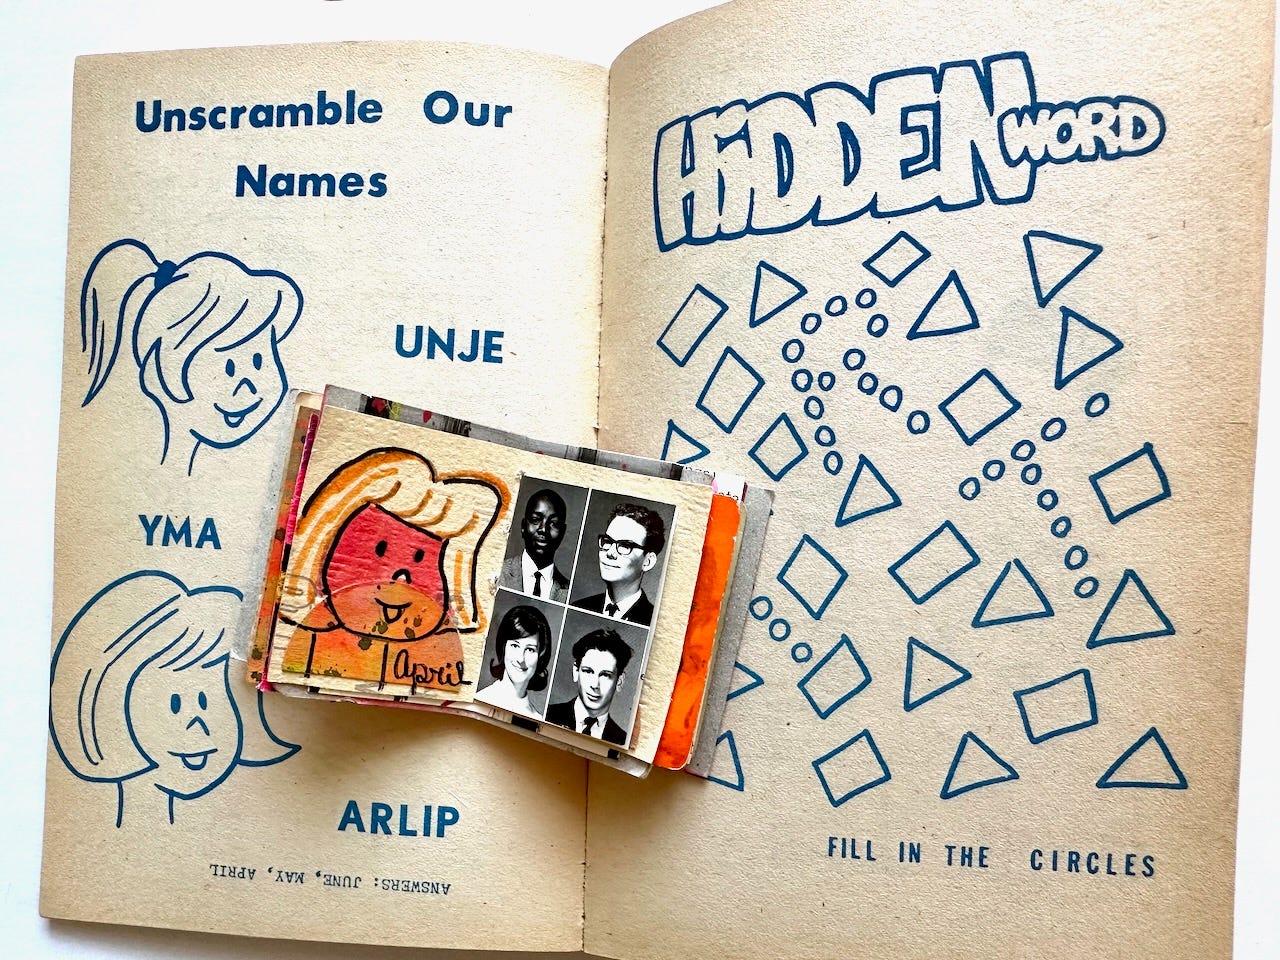 Unscramble Our
Names
UNJE
YMA
ARLIP
ANSWERS: JUNE, MAY, APRIL
April
HiDDEN WORD
FILL IN THE CIRCLES